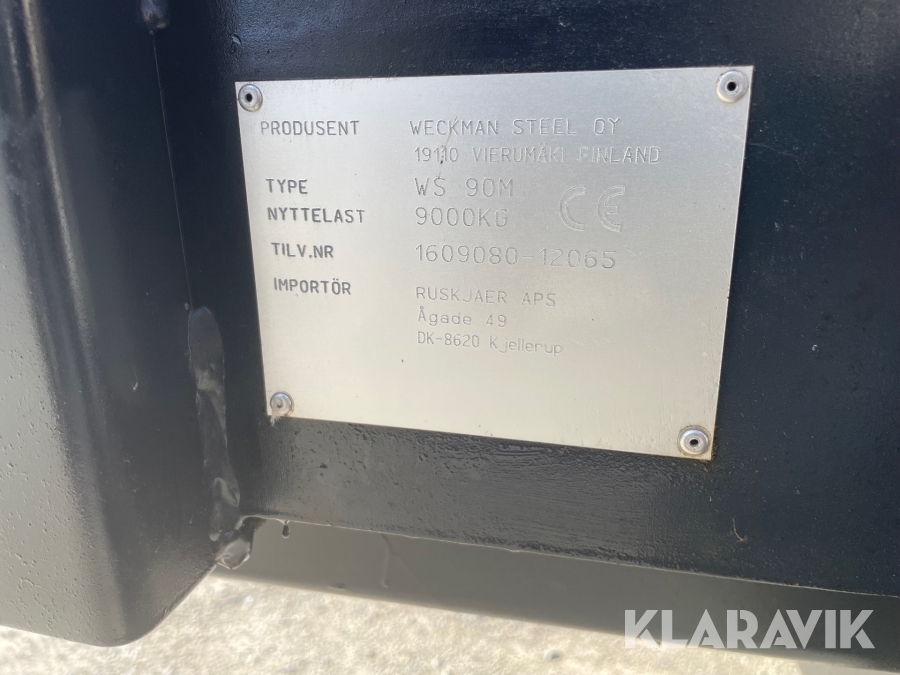 PRODUSENT WECKMAN STEEL OY
19110 VIERUMÄKI FINLAND
TYPE WS 90M
NYTTELAST 9000KG CE
TILV.NR 1609080-12065
IMPORTÖR RUSKJAER APS
Ågade 49
DK-8620 Kjellerup
KLARAVIK